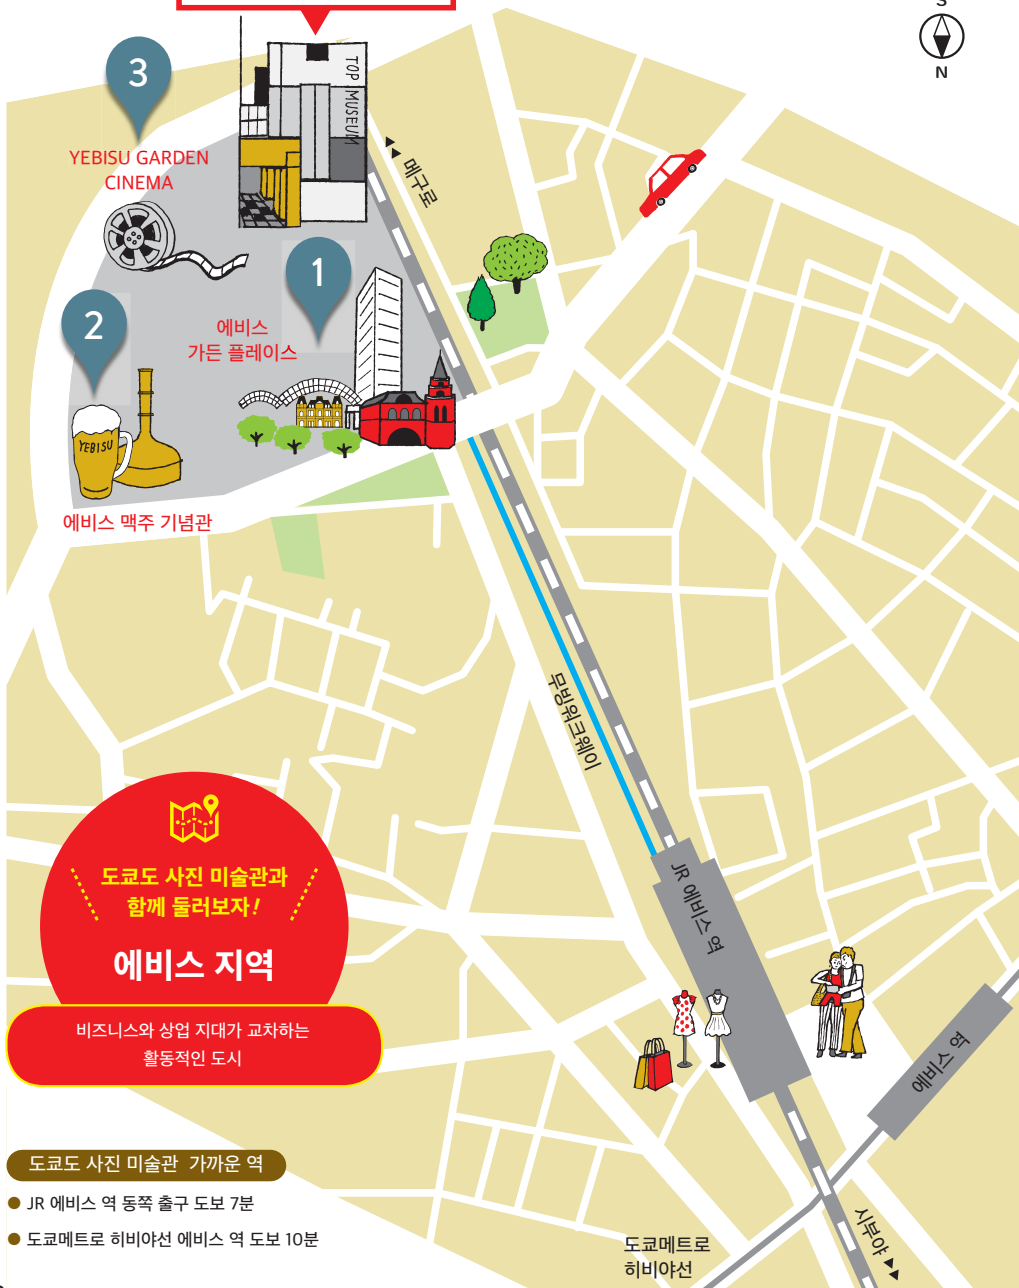 S
N
3
TOP MUSEUM
YEBISU GARDEN
CINEMA
메구로
1
2
에비스
가든 플레이스
YEBISU
에비스 맥주 기념관
무빙워크웨이
도쿄도 사진 미술관과
함께 둘러보자!
에비스 지역
비즈니스와 상업 지대가 교차하는
활동적인 도시
JR 에비스 역
에비스 역
도쿄도 사진 미술관 가까운 역
● JR 에비스 역 동쪽 출구 도보 7분
● 도쿄메트로 히비야선 에비스 역 도보 10분
도쿄메트로
히비야선
시부야